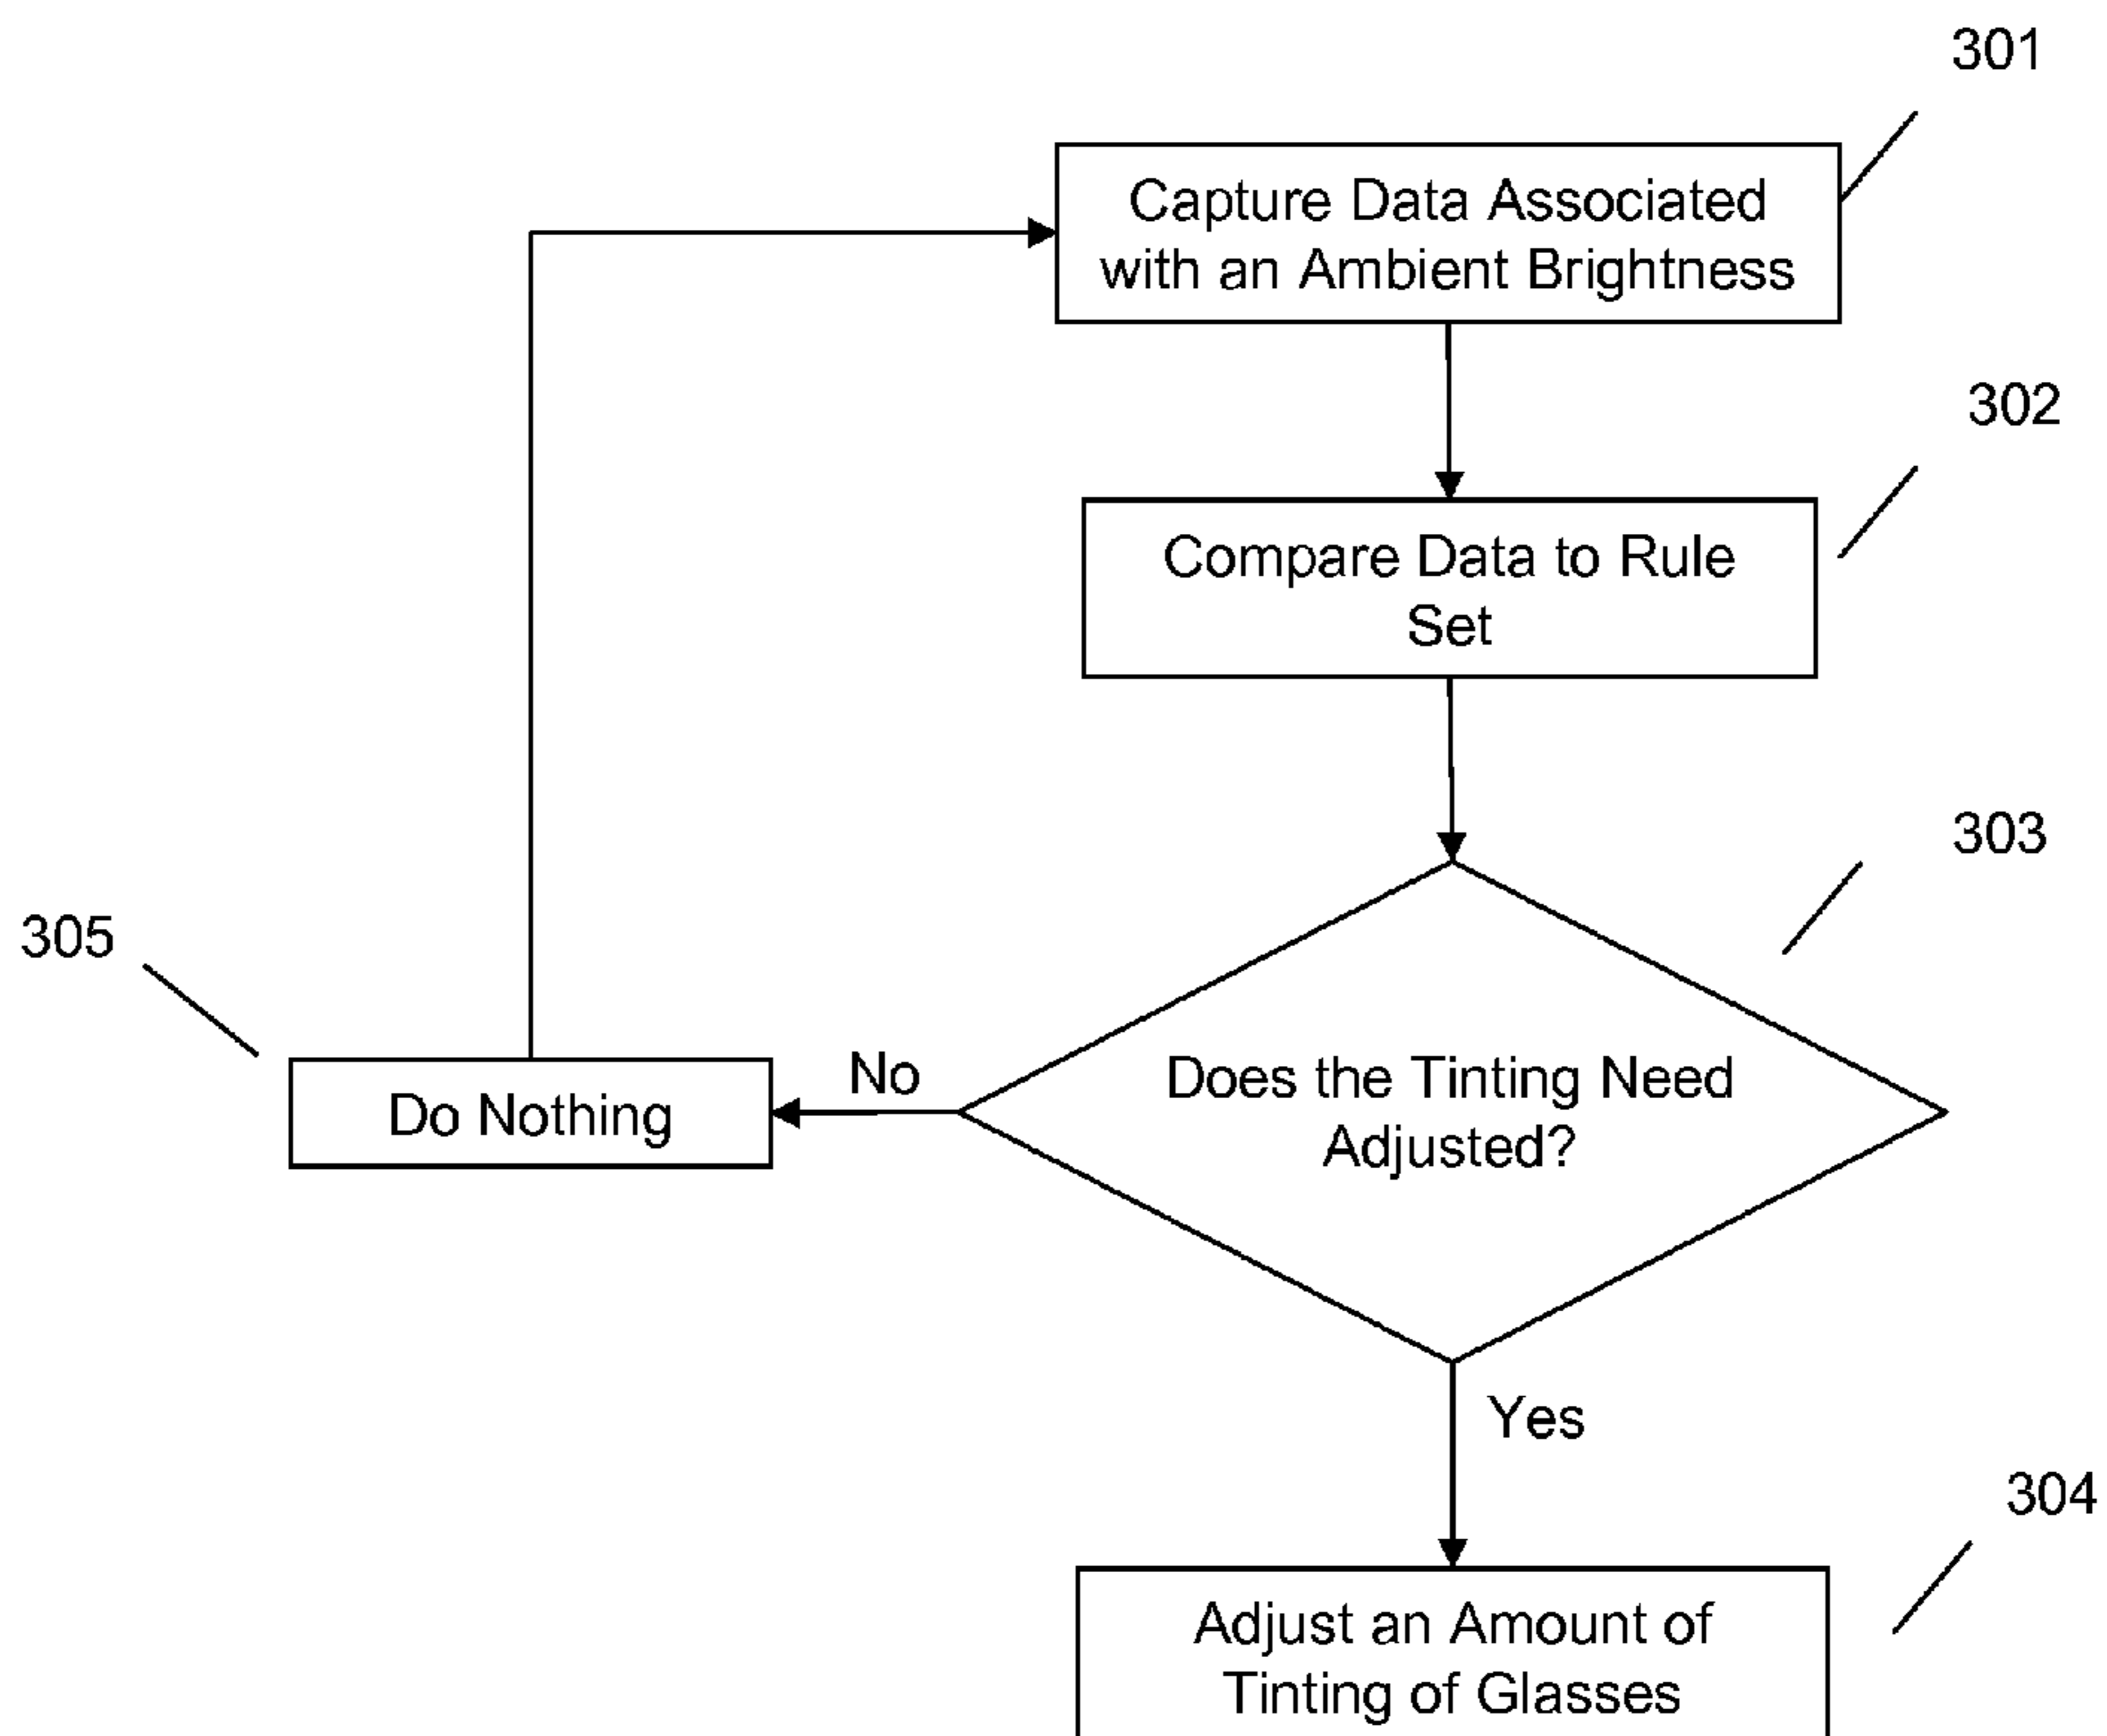 301
Capture Data Associated
with an Ambient Brightness
302
Compare Data to Rule
Set
303
305
Do Nothing
No
Does the Tinting Need
Adjusted?
Yes
304
Adjust an Amount of
Tinting of Glasses